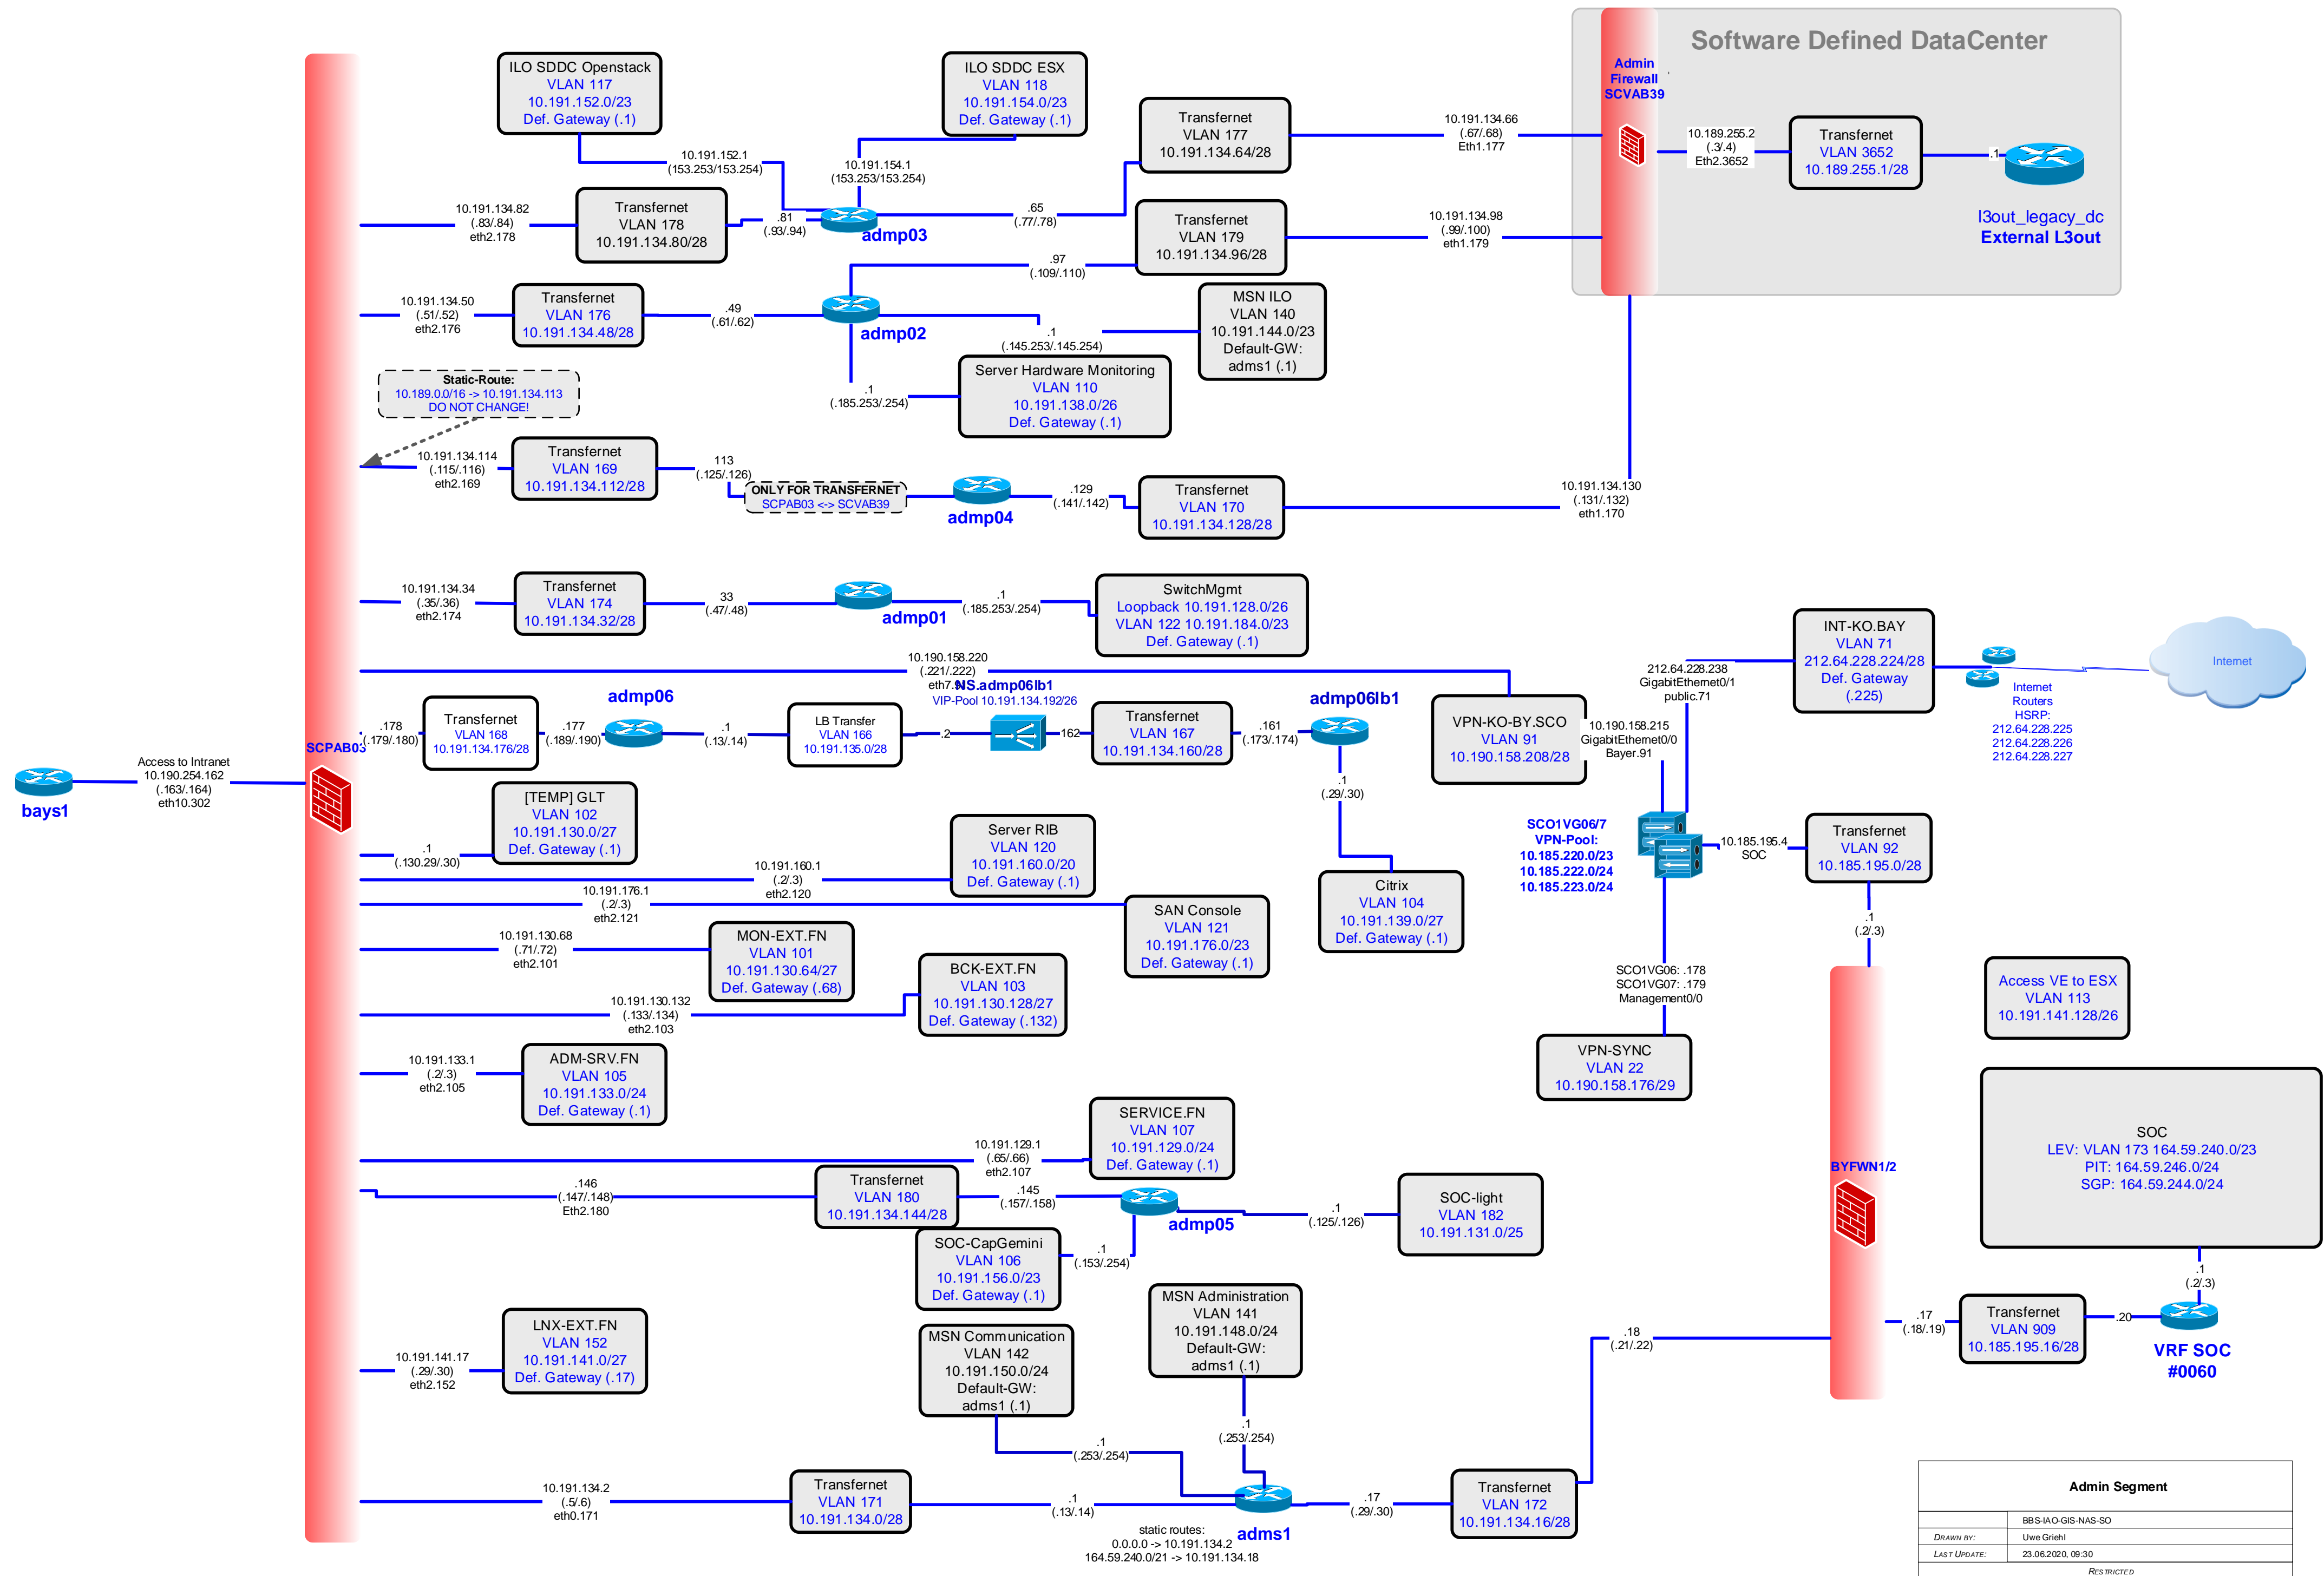 Software Defined DataCenter
Admin
Firewall
SCVAB39
ILO SDDC Openstack
VLAN 117
10.191.152.0/23
Def. Gateway (.1)
ILO SDDC ESX
VLAN 118
10.191.154.0/23
Def. Gateway (.1)
Transfernet
VLAN 177
10.191.134.64/28
10.191.134.66
(.67/.68)
Eth1.177
10.189.255.2
(.3/.4)
Eth2.3652
Transfernet
VLAN 3652
10.189.255.1/28
.1
l3out_legacy_dc
External L3out
10.191.152.1
(153.253/153.254)
10.191.154.1
(153.253/153.254)
10.191.134.82
(.83/.84)
eth2.178
Transfernet
VLAN 178
10.191.134.80/28
.81
(.93/.94)
admp03
.65
(.77/.78)
Transfernet
VLAN 179
10.191.134.96/28
10.191.134.98
(.99/.100)
eth1.179
.97
(.109/.110)
10.191.134.50
(.51/.52)
eth2.176
Transfernet
VLAN 176
10.191.134.48/28
.49
(.61/.62)
admp02
.1
(.145.253/.145.254)
MSN ILO
VLAN 140
10.191.144.0/23
Default-GW:
adms1 (.1)
Static-Route:
10.189.0.0/16 -> 10.191.134.113
DO NOT CHANGE!
.1
(.185.253/.254)
Server Hardware Monitoring
VLAN 110
10.191.138.0/26
Def. Gateway (.1)
10.191.134.114
(.115/.116)
eth2.169
Transfernet
VLAN 169
10.191.134.112/28
113
(.125/.126)
ONLY FOR TRANSFERNET
SCPAB03 <-> SCVAB39
admp04
.129
(.141/.142)
Transfernet
VLAN 170
10.191.134.128/28
10.191.134.130
(.131/.132)
eth1.170
10.191.134.34
(.35/.36)
eth2.174
Transfernet
VLAN 174
10.191.134.32/28
33
(.47/.48)
admp01
.1
(.185.253/.254)
SwitchMgmt
Loopback 10.191.128.0/26
VLAN 122 10.191.184.0/23
Def. Gateway (.1)
10.190.158.220
(.221/.222)
NS.admp06lb1
VIP-Pool 10.191.134.192/26
212.64.228.238
GigabitEthernet0/1
public.71
INT-KO.BAY
VLAN 71
212.64.228.224/28
Def. Gateway
(.225)
Internet
Routers
HSRP:
212.64.228.225
212.64.228.226
212.64.228.227
Internet
SCPAB03
.178
(.179/.180)
Transfernet
VLAN 168
10.191.134.176/28
.177
(.189/.190)
admp06
.1
(.13/.14)
LB Transfer
VLAN 166
10.191.135.0/28
.2
162
Transfernet
VLAN 167
10.191.134.160/28
.161
(.173/.174)
admp06lb1
VPN-KO-BY.SCO
VLAN 91
10.190.158.208/28
10.190.158.215
GigabitEthernet0/0
Bayer.91
bays1
Access to Intranet
10.190.254.162
(.163/.164)
eth10.302
[TEMP] GLT
VLAN 102
10.191.130.0/27
Def. Gateway (.1)
.1
(.130.29/.30)
.1
(.29/.30)
Server RIB
VLAN 120
10.191.160.0/20
Def. Gateway (.1)
10.191.160.1
(.2/.3)
eth2.120
SCO1VG06/7
VPN-Pool:
10.185.220.0/23
10.185.222.0/24
10.185.223.0/24
10.185.195.4
SOC
Transfernet
VLAN 92
10.185.195.0/28
10.191.176.1
(.2/.3)
eth2.121
SAN Console
VLAN 121
10.191.176.0/23
Def. Gateway (.1)
Citrix
VLAN 104
10.191.139.0/27
Def. Gateway (.1)
.1
(.2/.3)
10.191.130.68
(.71/.72)
eth2.101
MON-EXT.FN
VLAN 101
10.191.130.64/27
Def. Gateway (.68)
10.191.130.132
(.133/.134)
eth2.103
BCK-EXT.FN
VLAN 103
10.191.130.128/27
Def. Gateway (.132)
SCO1VG06: .178
SCO1VG07: .179
Management0/0
Access VE to ESX
VLAN 113
10.191.141.128/26
10.191.133.1
(.2/.3)
eth2.105
ADM-SRV.FN
VLAN 105
10.191.133.0/24
Def. Gateway (.1)
VPN-SYNC
VLAN 22
10.190.158.176/29
10.191.129.1
(.65/.66)
eth2.107
SERVICE.FN
VLAN 107
10.191.129.0/24
Def. Gateway (.1)
SOC
LEV: VLAN 173 164.59.240.0/23
PIT: 164.59.246.0/24
SGP: 164.59.244.0/24
BYFWN1/2
.146
(.147/.148)
Eth2.180
Transfernet
VLAN 180
10.191.134.144/28
.145
(.157/.158)
admp05
.1
(.125/.126)
SOC-light
VLAN 182
10.191.131.0/25
SOC-CapGemini
VLAN 106
10.191.156.0/23
Def. Gateway (.1)
.1
(.153/.254)
.1
(.2/.3)
.17
(.18/.19)
Transfernet
VLAN 909
10.185.195.16/28
.20
VRF SOC
#0060
10.191.141.17
(.29/.30)
eth2.152
LNX-EXT.FN
VLAN 152
10.191.141.0/27
Def. Gateway (.17)
MSN Communication
VLAN 142
10.191.150.0/24
Default-GW:
adms1 (.1)
MSN Administration
VLAN 141
10.191.148.0/24
Default-GW:
adms1 (.1)
.18
(.21/.22)
.1
(.253/.254)
.1
(.253/.254)
10.191.134.2
(.5/.6)
eth0.171
Transfernet
VLAN 171
10.191.134.0/28
.1
(.13/.14)
adms1
.17
(.29/.30)
Transfernet
VLAN 172
10.191.134.16/28
static routes:
0.0.0.0 -> 10.191.134.2
164.59.240.0/21 -> 10.191.134.18
Admin Segment
BBS-IAO-GIS-NAS-SO
DRAWN BY: Uwe Griehl
LAST UPDATE: 23.06.2020, 09:30
RESTRICTED